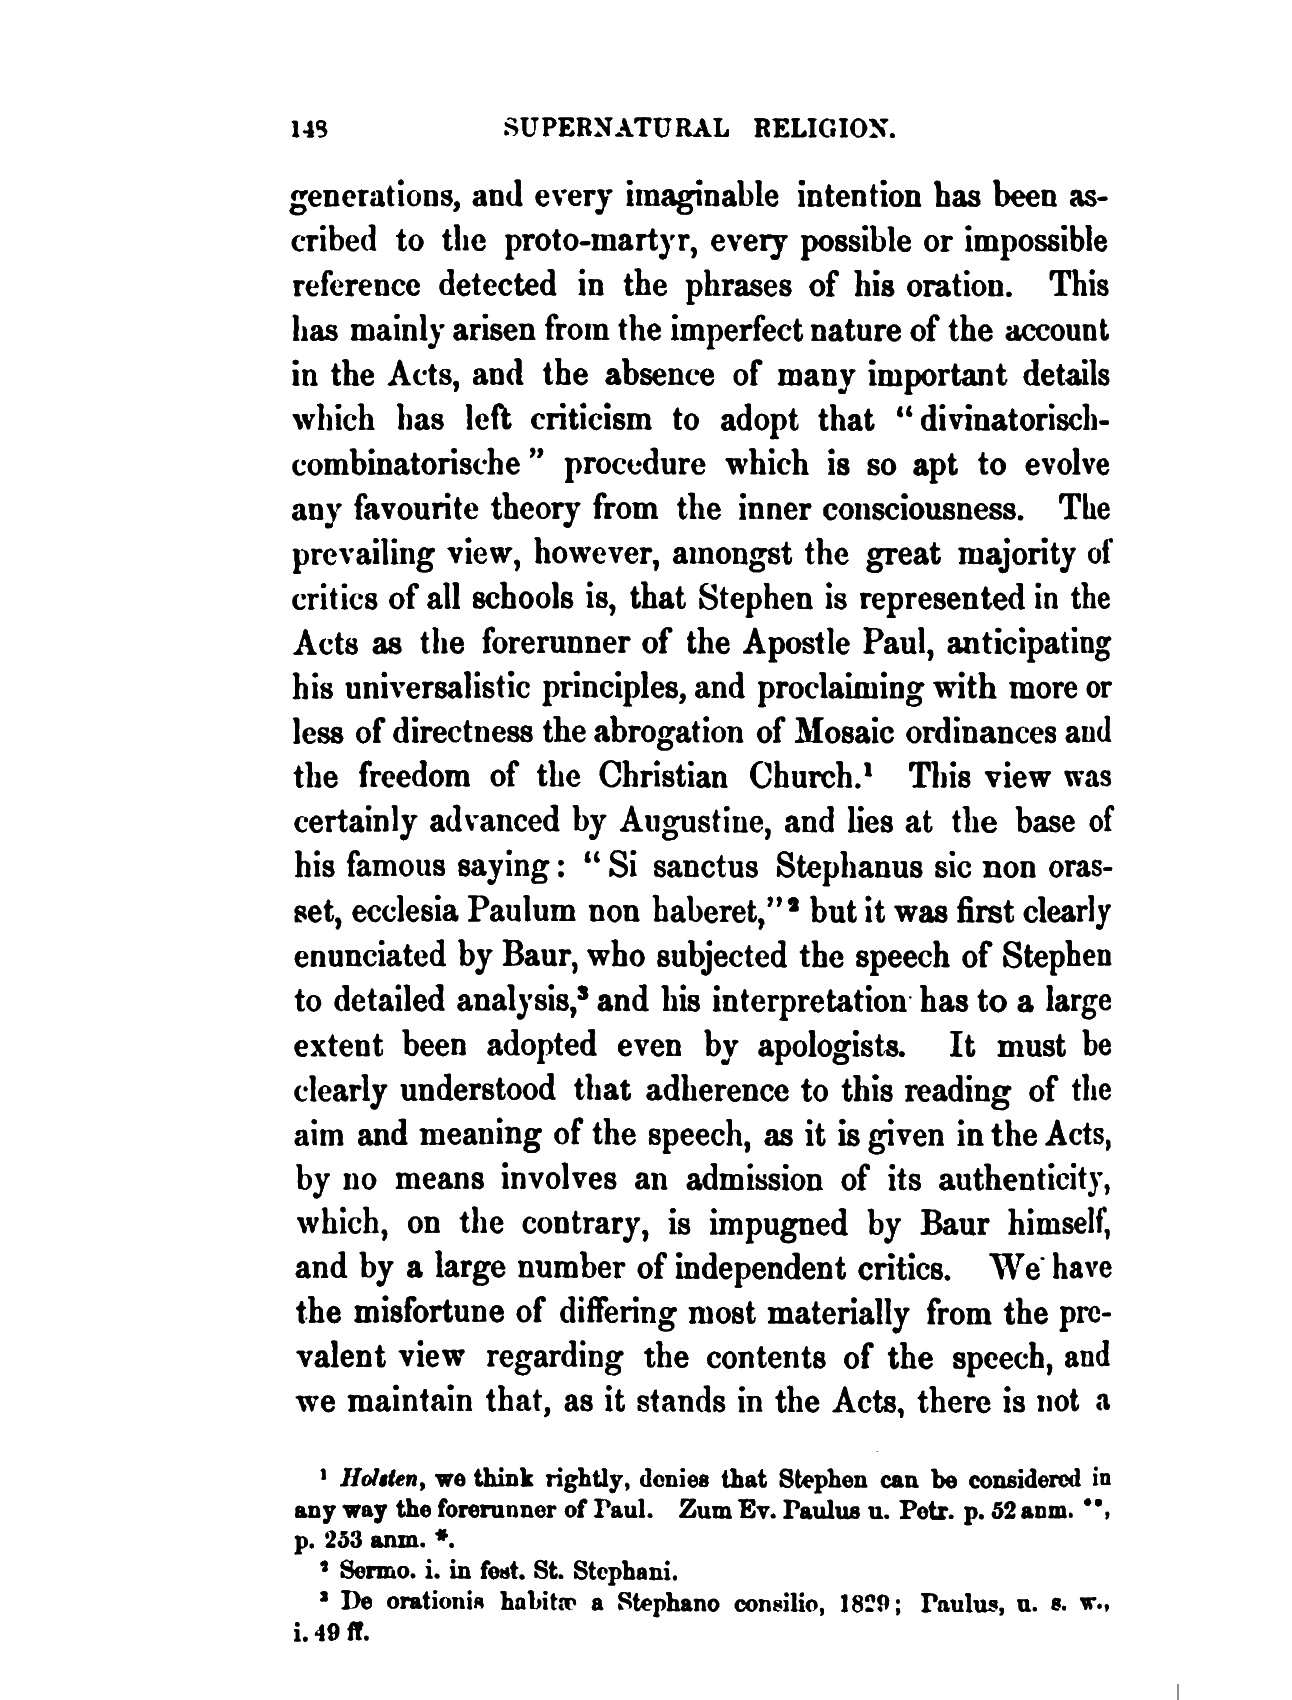 148 SUPERNATURAL RELIGION.
generations, and every imaginable intention has been as-
cribed to the proto-martyr, every possible or impossible
reference detected in the phrases of his oration. This
has mainly arisen from the imperfect nature of the account
in the Acts, and the absence of many important details
which has left criticism to adopt that “divinatorisch-
combinatorische” procedure which is so apt to evolve
any favourite theory from the inner consciousness. The
prevailing view, however, amongst the great majority of
critics of all schools is, that Stephen is represented in the
Acts as the forerunner of the Apostle Paul, anticipating
his universalistic principles, and proclaiming with more or
less of directness the abrogation of Mosaic ordinances and
the freedom of the Christian Church.¹ This view was
certainly advanced by Augustine, and lies at the base of
his famous saying: “Si sanctus Stephanus sic non oras-
set, ecclesia Paulum non haberet,”² but it was first clearly
enunciated by Baur, who subjected the speech of Stephen
to detailed analysis,³ and his interpretation has to a large
extent been adopted even by apologists. It must be
clearly understood that adherence to this reading of the
aim and meaning of the speech, as it is given in the Acts,
by no means involves an admission of its authenticity,
which, on the contrary, is impugned by Baur himself,
and by a large number of independent critics. We have
the misfortune of differing most materially from the pre-
valent view regarding the contents of the speech, and
we maintain that, as it stands in the Acts, there is not a
¹ Holsten, we think rightly, denies that Stephen can be considered in
any way the forerunner of Paul. Zum Ev. Paulus u. Petr. p. 52 anm. **,
p. 253 anm. *.
² Sermo. i. in fest. St. Stephani.
³ De orationis habitæ a Stephano consilio, 1829; Paulus, u. s. w.,
i. 49 ff.